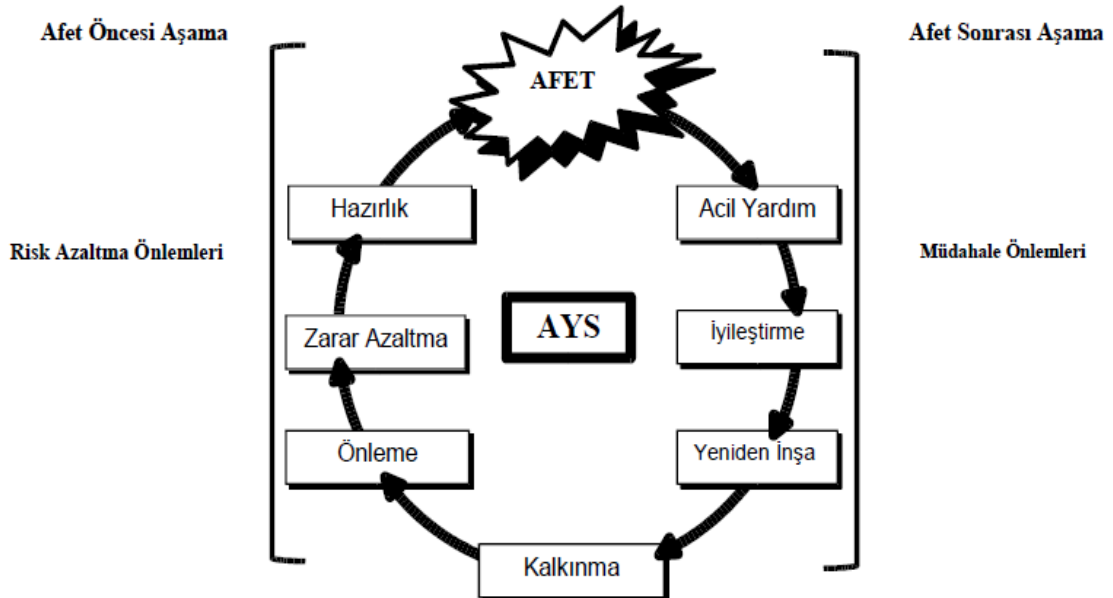 Afet Öncesi Aşama
Afet Sonrası Aşama
AFET
Hazırlık
Acil Yardım
Risk Azaltma Önlemleri
Müdahale Önlemleri
Zarar Azaltma
AYS
İyileştirme
Önleme
Yeniden İnşa
Kalkınma